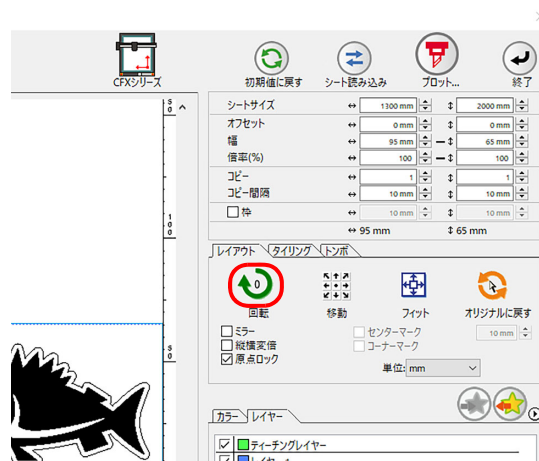 CFXシリーズ
初期値に戻す シート読み込み プロット... 終了
シートサイズ 1300 mm 2000 mm
オフセット 0 mm 0 mm
幅 95 mm 65 mm
倍率(%) 100 100
コピー 1 1
コピー間隔 10 mm 10 mm
枠 10 mm 10 mm
95 mm 65 mm
レイアウト タイリング トンボ
0
回転 移動 フィット オリジナルに戻す
ミラー センターマーク 10 mm
縦横変倍 コーナーマーク
原点ロック
単位: mm
カラー レイヤー
ティーチングレイヤー
50
100
50